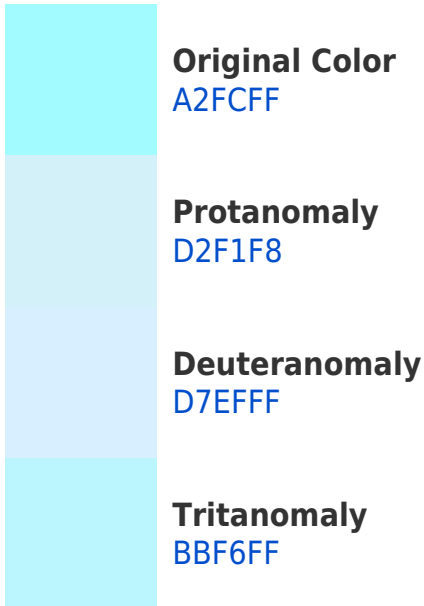 Original Color
A2FCFF
Protanomaly
D2F1F8
Deuteranomaly
D7EFFF
Tritanomaly
BBF6FF